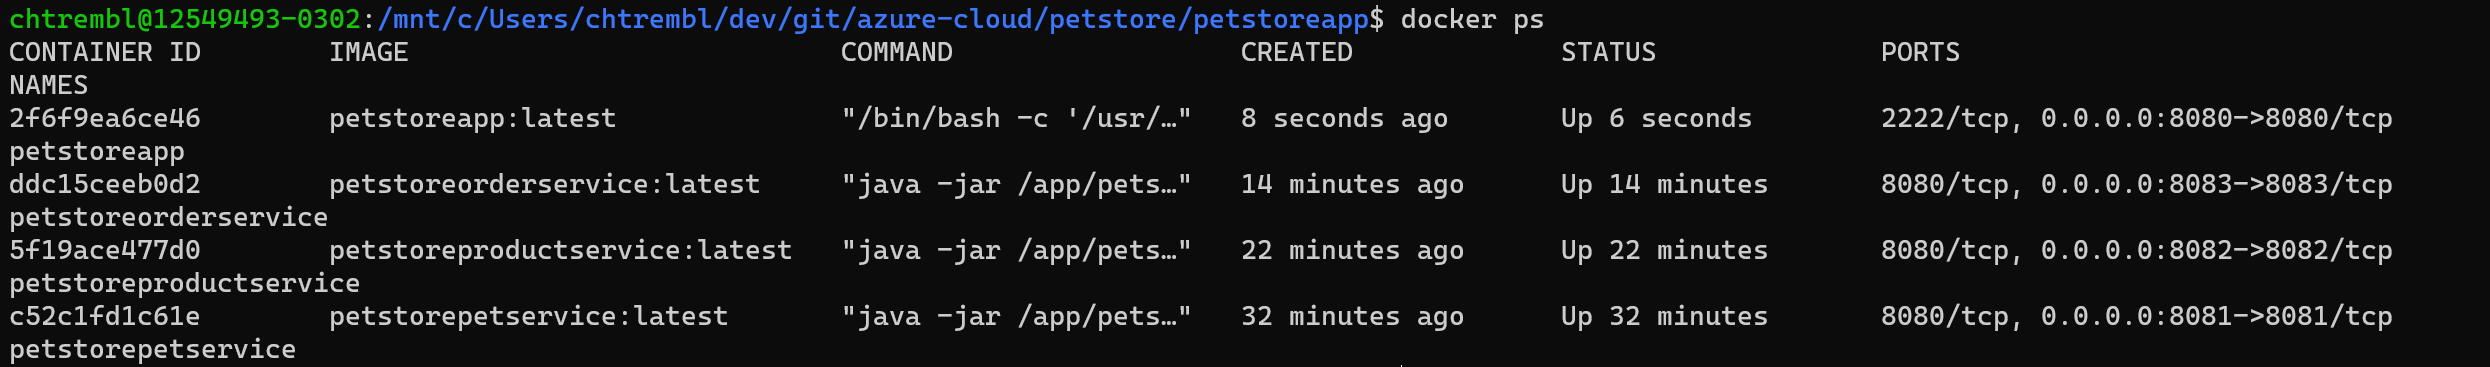 chtrembl@12549493-0302:/mnt/c/Users/chtrembl/dev/git/azure-cloud/petstore/petstoreapp$ docker ps
CONTAINER ID        IMAGE                           COMMAND                  CREATED             STATUS              PORTS
NAMES
2f6f9ea6ce46        petstoreapp:latest              "/bin/bash -c '/usr/…"   8 seconds ago       Up 6 seconds        2222/tcp, 0.0.0.0:8080->8080/tcp
petstoreapp
ddc15ceeb0d2        petstoreorderservice:latest     "java -jar /app/pets…"   14 minutes ago      Up 14 minutes       8080/tcp, 0.0.0.0:8083->8083/tcp
petstoreorderservice
5f19ace477d0        petstoreproductservice:latest   "java -jar /app/pets…"   22 minutes ago      Up 22 minutes       8080/tcp, 0.0.0.0:8082->8082/tcp
petstoreproductservice
c52c1fd1c61e        petstorepetservice:latest       "java -jar /app/pets…"   32 minutes ago      Up 32 minutes       8080/tcp, 0.0.0.0:8081->8081/tcp
petstorepetservice